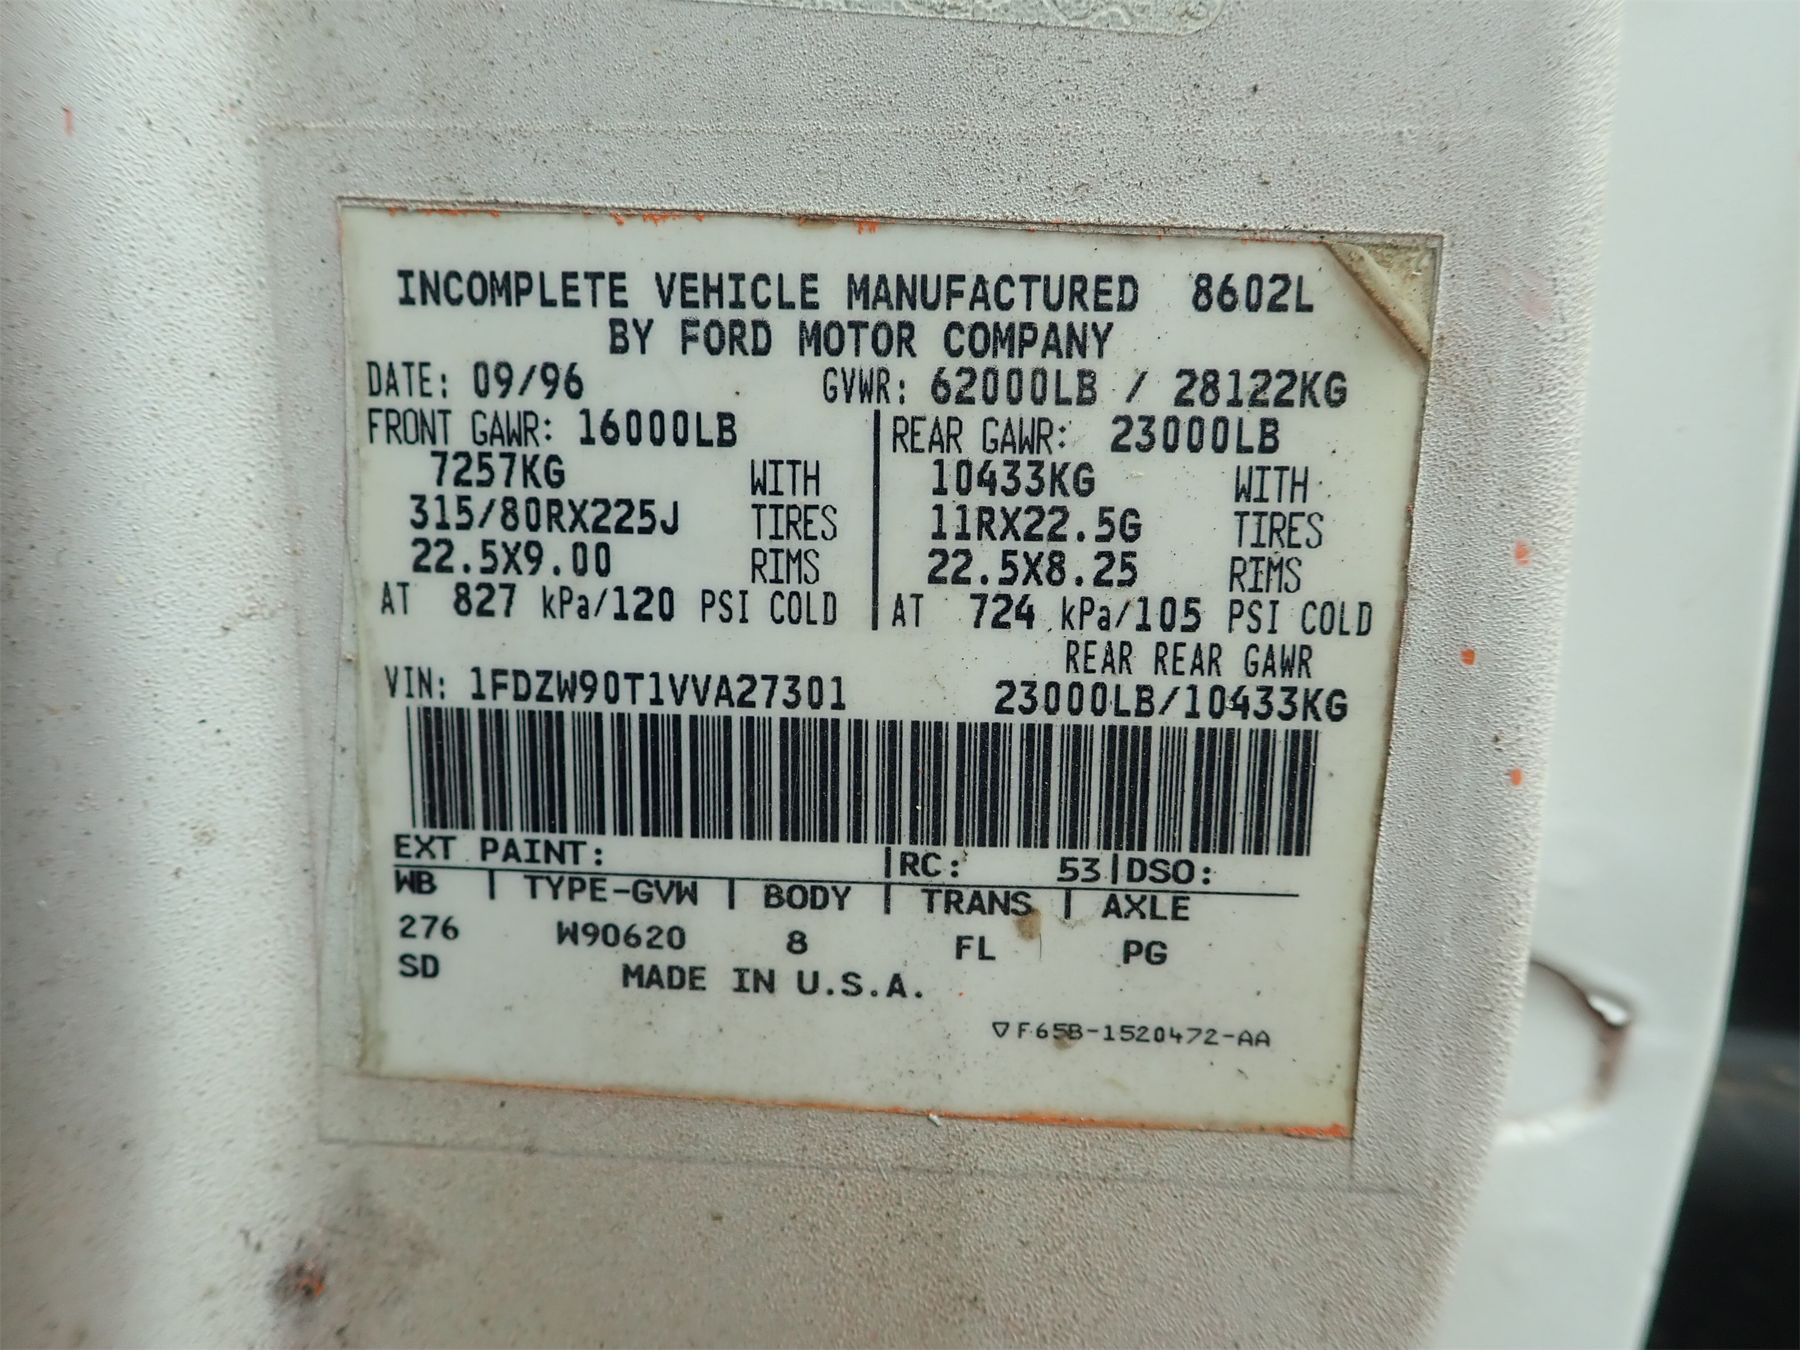 INCOMPLETE VEHICLE MANUFACTURED 8602L
BY FORD MOTOR COMPANY
DATE: 09/96 GVWR: 62000LB / 28122KG
FRONT GAWR: 16000LB | REAR GAWR: 23000LB
7257KG WITH | 10433KG WITH
315/80RX225J TIRES | 11RX22.5G TIRES
22.5X9.00 RIMS | 22.5X8.25 RIMS
AT 827 kPa/120 PSI COLD | AT 724 kPa/105 PSI COLD
REAR REAR GAWR
VIN: 1FDZW90T1VVA27301 23000LB/10433KG
EXT PAINT: | RC: 53 | DSO:
WB | TYPE-GVW | BODY | TRANS | AXLE
276 W90620 8 FL PG
SD MADE IN U.S.A.
▽F65B-1520472-AA